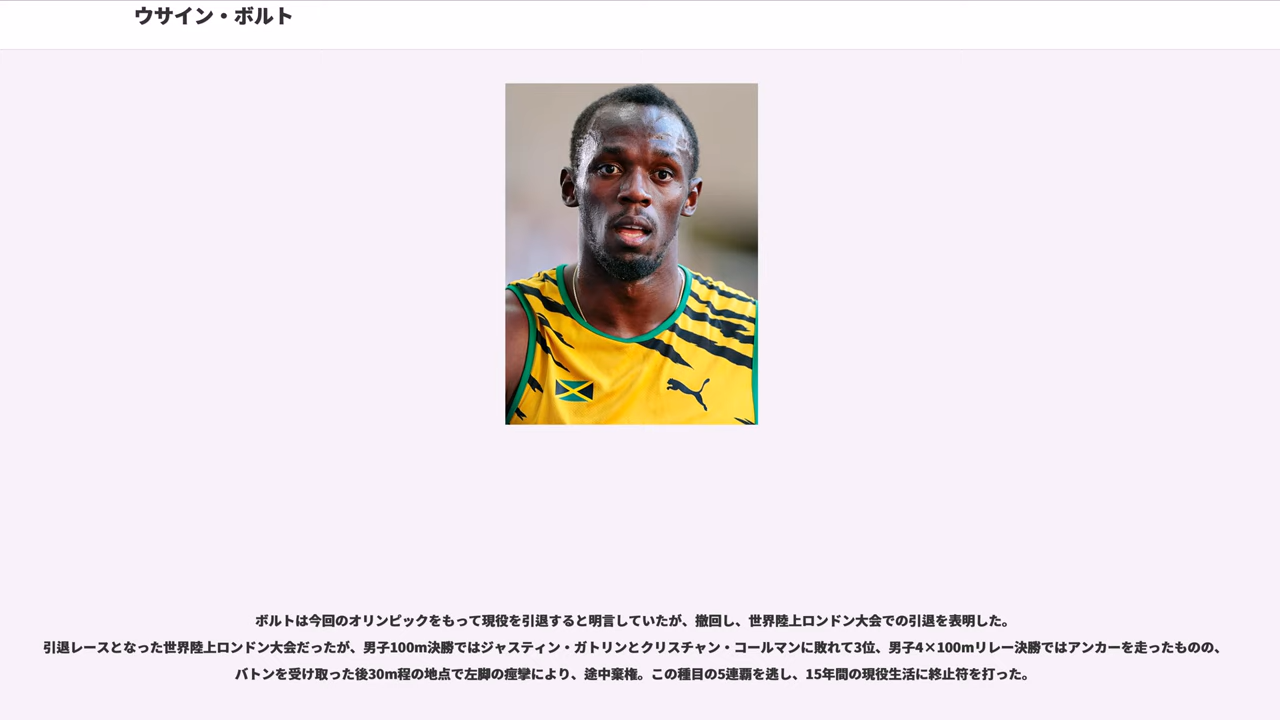 ウサイン・ボルト
ボルトは今回のオリンピックをもって現役を引退すると明言していたが、撤回し、世界陸上ロンドン大会での引退を表明した。
引退レースとなった世界陸上ロンドン大会だったが、男子100m決勝ではジャスティン・ガトリンとクリスチャン・コールマンに敗れて3位、男子4×100mリレー決勝ではアンカーを走ったものの、
バトンを受け取った後30m程の地点で左脚の痙攣により、途中棄権。この種目の5連覇を逃し、15年間の現役生活に終止符を打った。